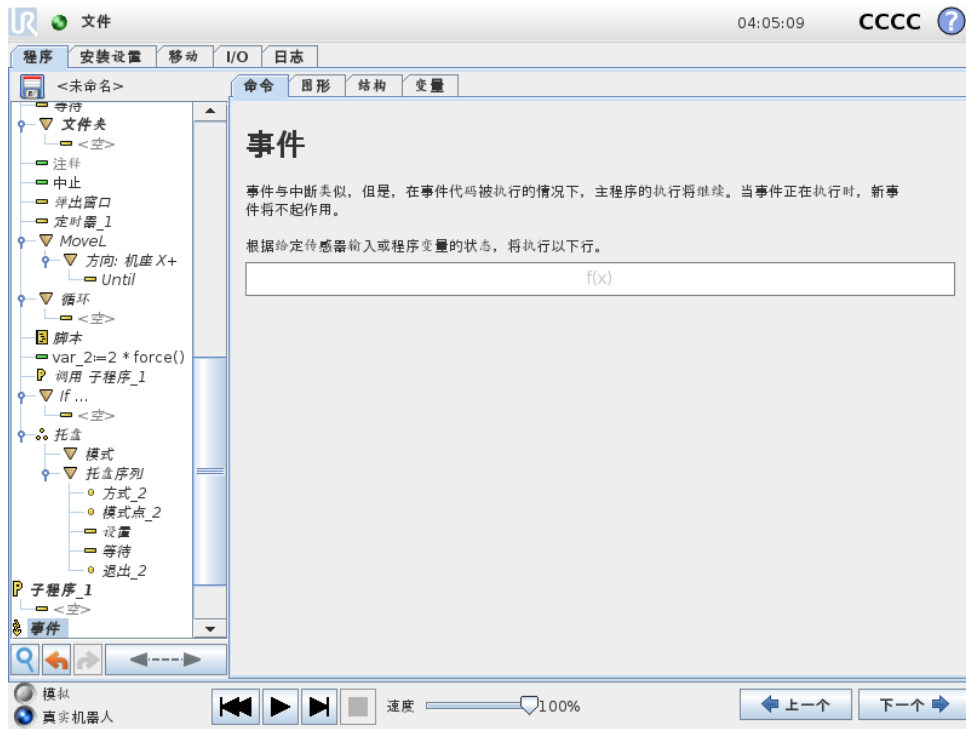 UR 文件 04:05:09 CCCC ?
程序 安装设置 移动 I/O 日志
<未命名> 命令 图形 结构 变量
等待
文件夹
<空>
注释
中止
弹出窗口
定时器_1
MoveL
方向: 机座 X+
Until
循环
<空>
脚本
var_2:=2 * force()
调用 子程序_1
If ...
<空>
托盘
模式
托盘序列
方式_2
模式点_2
设置
等待
退出_2
子程序_1
<空>
事件
事件
事件与中断类似，但是，在事件代码被执行的情况下，主程序的执行将继续。当事件正在执行时，新事
件将不起作用。
根据给定传感器输入或程序变量的状态，将执行以下行。
f(x)
模拟
真实机器人
速度 100% 上一个 下一个